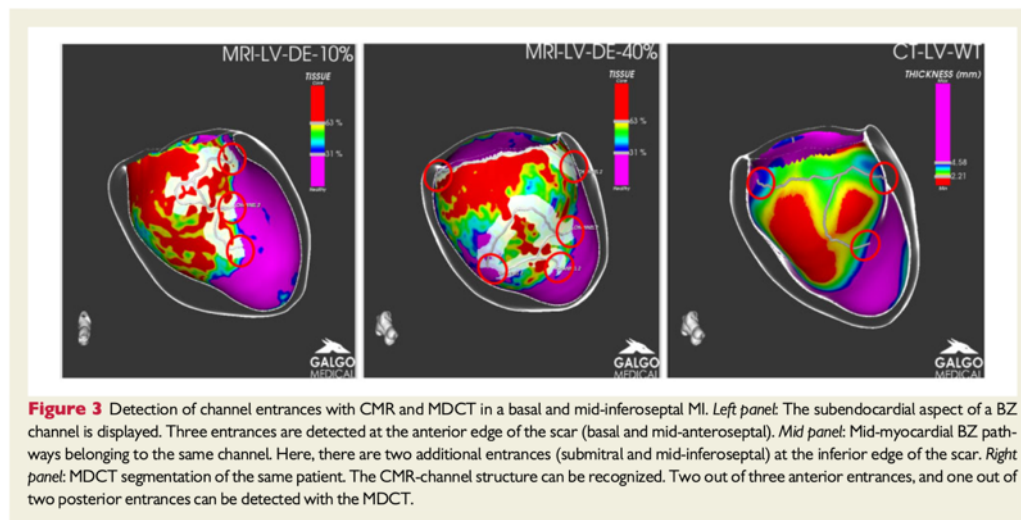 MRI-LV-DE-10%
TISSUE
Core
63 %
31 %
Healthy
GALGO
MEDICAL
MRI-LV-DE-40%
TISSUE
Core
63 %
31 %
Healthy
GALGO
MEDICAL
CT-LV-WT
THICKNESS (mm)
Max
4.58
2.21
Min
GALGO
MEDICAL
Figure 3 Detection of channel entrances with CMR and MDCT in a basal and mid-inferoseptal MI. Left panel: The subendocardial aspect of a BZ
channel is displayed. Three entrances are detected at the anterior edge of the scar (basal and mid-anteroseptal). Mid panel: Mid-myocardial BZ path-
ways belonging to the same channel. Here, there are two additional entrances (submitral and mid-inferoseptal) at the inferior edge of the scar. Right
panel: MDCT segmentation of the same patient. The CMR-channel structure can be recognized. Two out of three anterior entrances, and one out of
two posterior entrances can be detected with the MDCT.